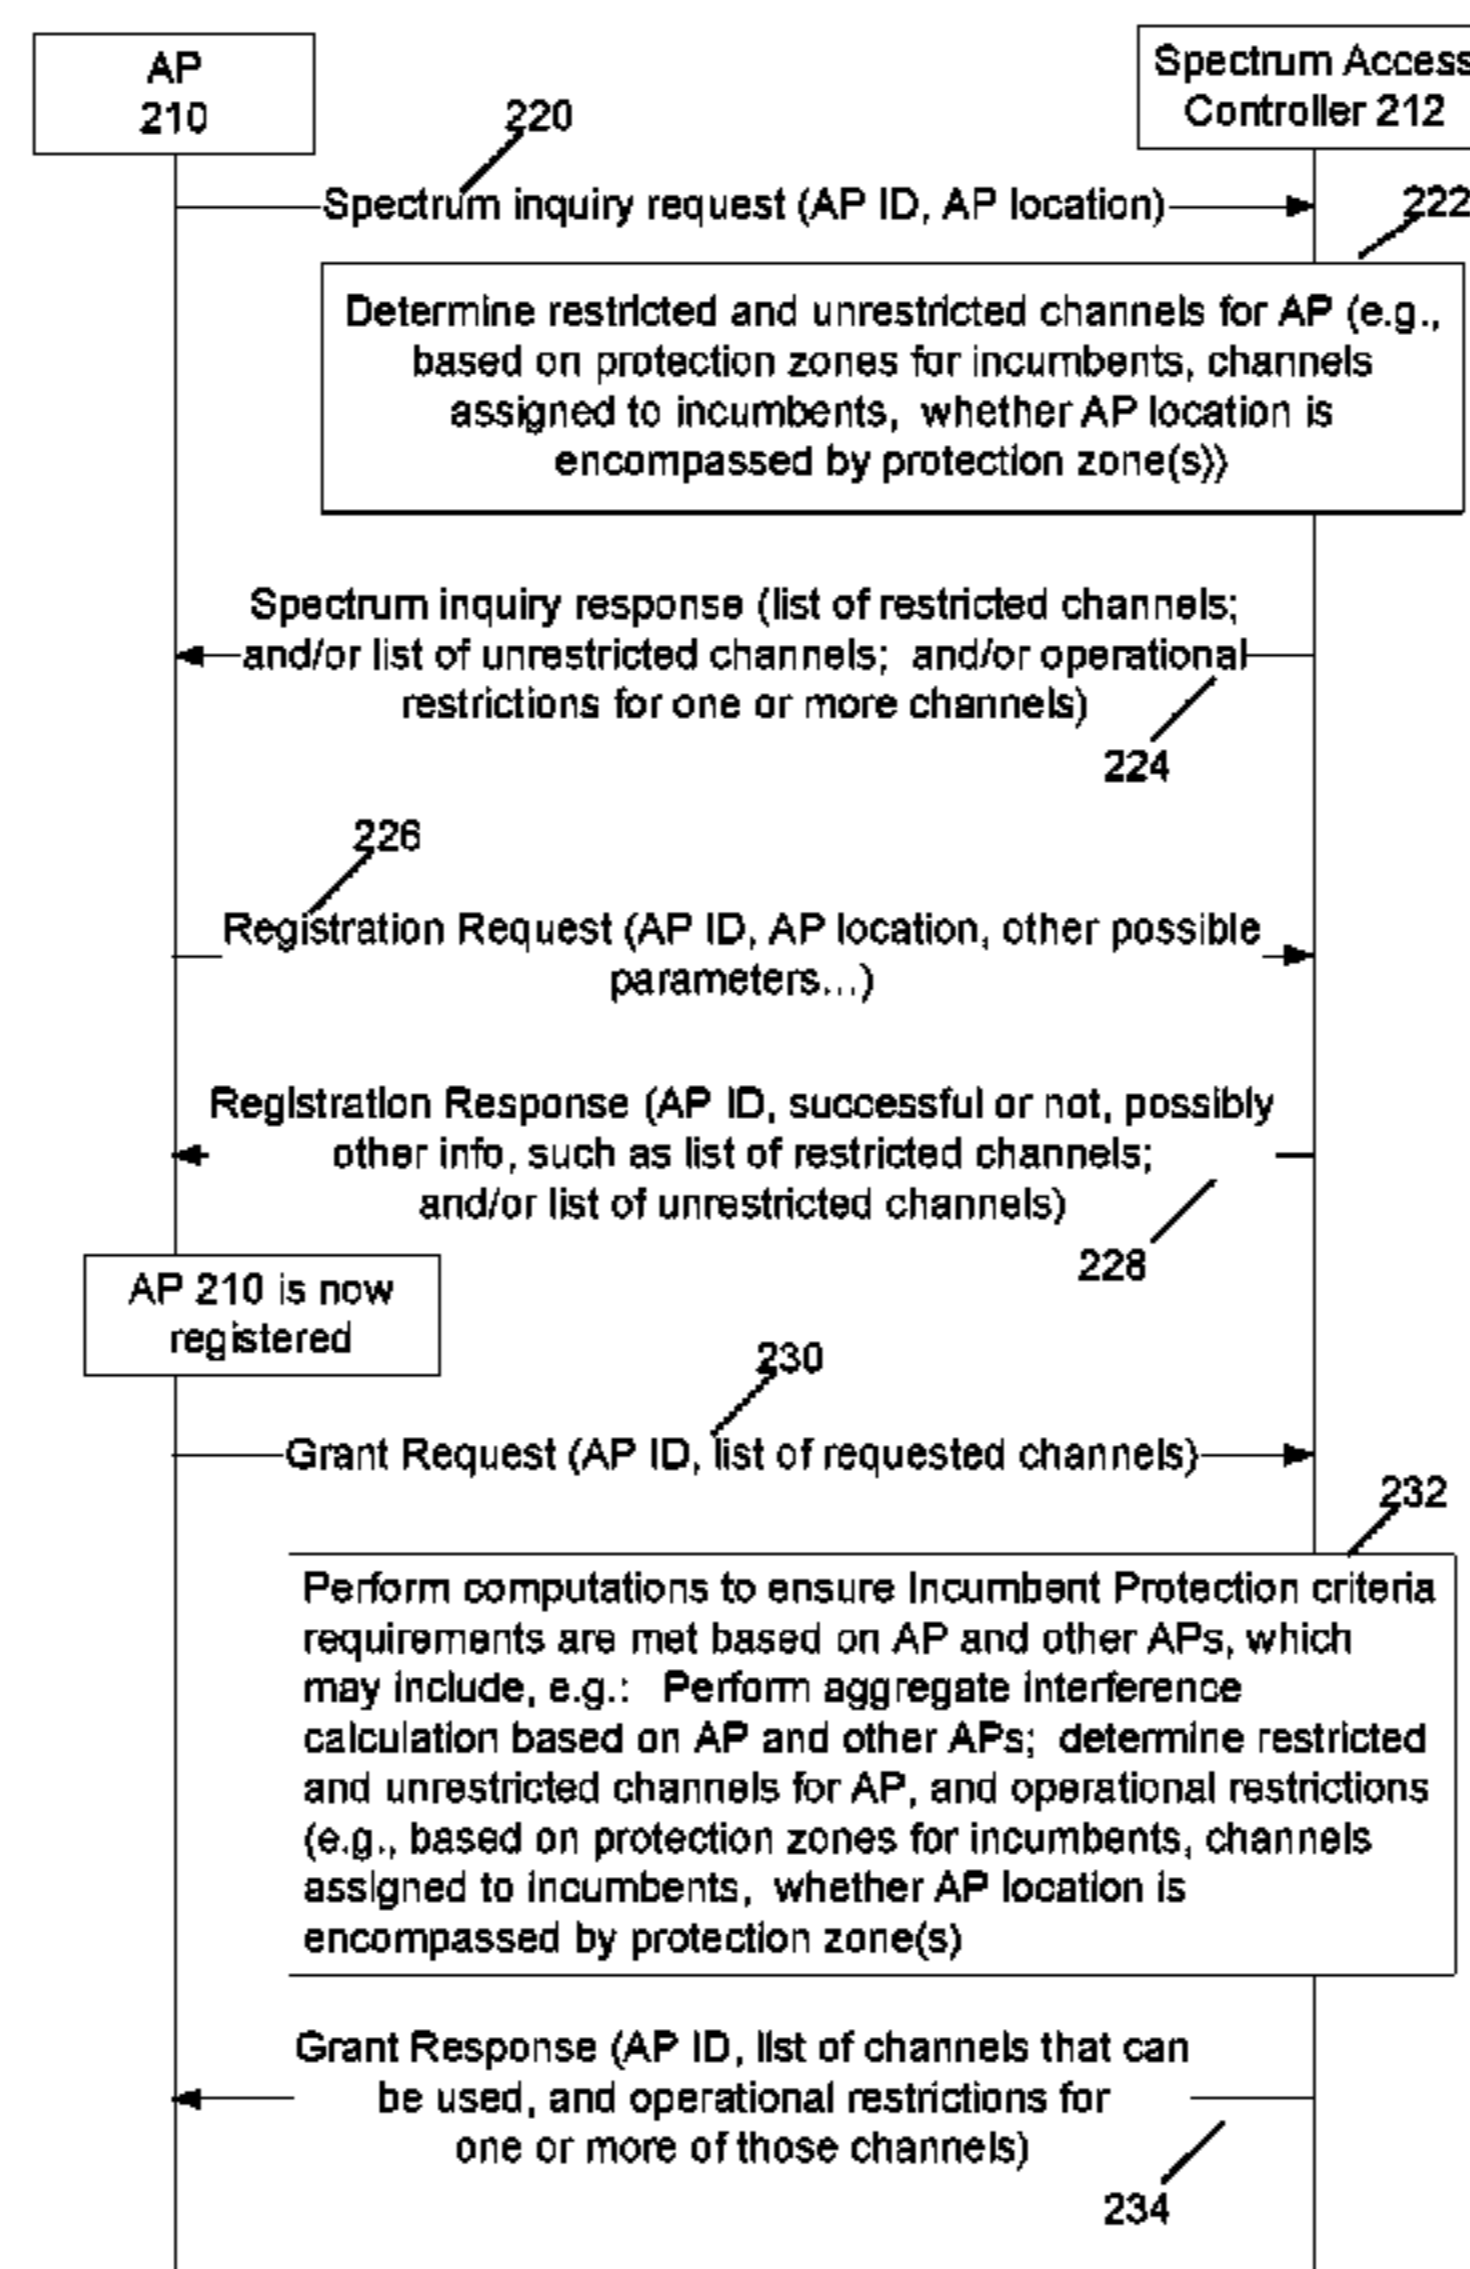 AP
210
Spectrum Access
Controller 212
220
Spectrum inquiry request (AP ID, AP location)
222
Determine restricted and unrestricted channels for AP (e.g.,
based on protection zones for incumbents, channels
assigned to incumbents, whether AP location is
encompassed by protection zone(s))
Spectrum inquiry response (list of restricted channels;
and/or list of unrestricted channels; and/or operational
restrictions for one or more channels)
224
226
Registration Request (AP ID, AP location, other possible
parameters...)
Registration Response (AP ID, successful or not, possibly
other info, such as list of restricted channels;
and/or list of unrestricted channels)
228
AP 210 is now
registered
230
Grant Request (AP ID, list of requested channels)
232
Perform computations to ensure Incumbent Protection criteria
requirements are met based on AP and other APs, which
may include, e.g.: Perform aggregate interference
calculation based on AP and other APs; determine restricted
and unrestricted channels for AP, and operational restrictions
(e.g., based on protection zones for incumbents, channels
assigned to incumbents, whether AP location is
encompassed by protection zone(s)
Grant Response (AP ID, list of channels that can
be used, and operational restrictions for
one or more of those channels)
234